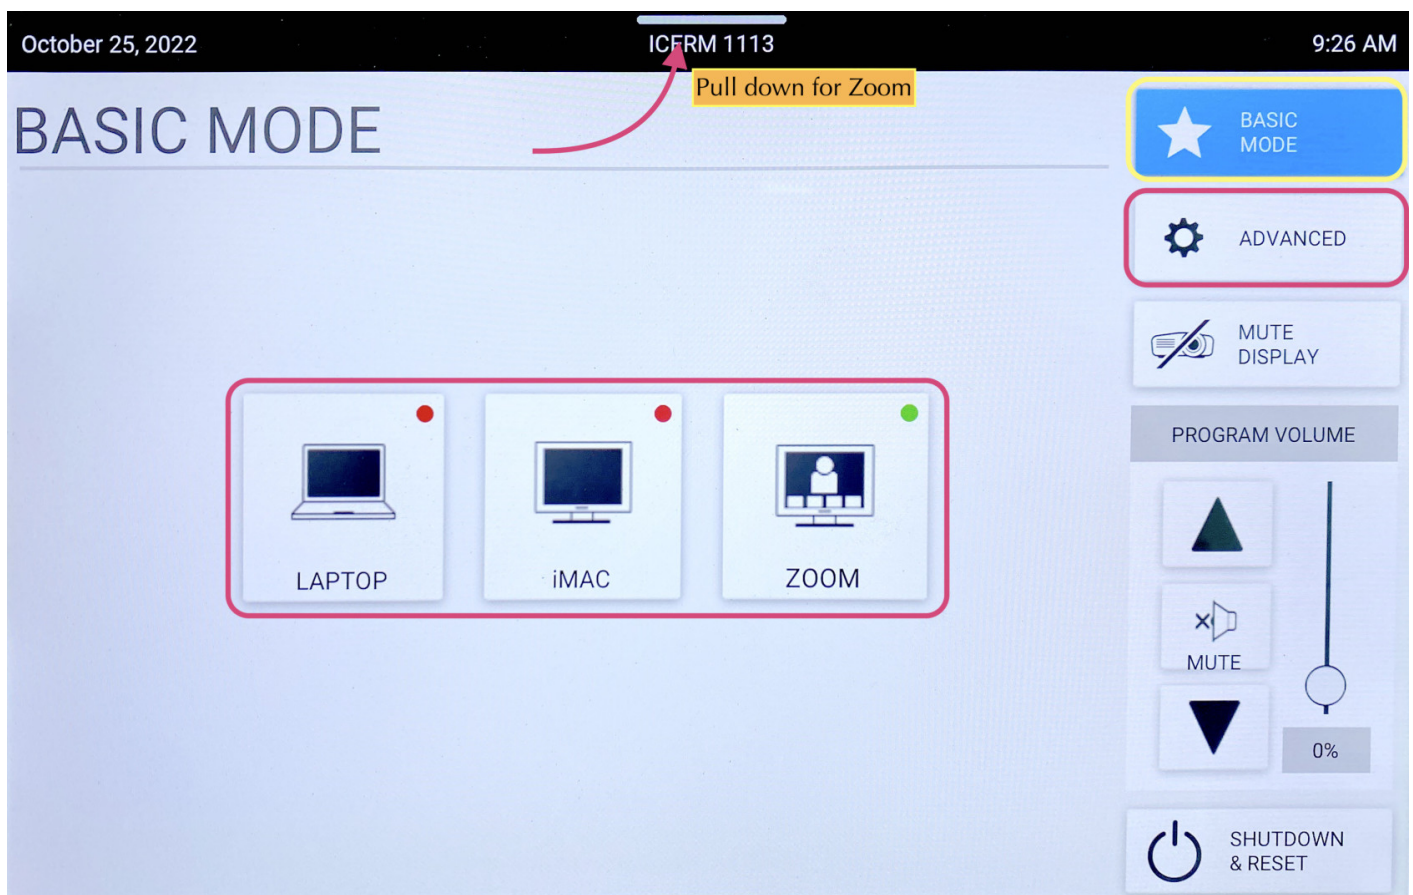 October 25, 2022
ICERM 1113
9:26 AM
Pull down for Zoom
BASIC MODE
BASIC
MODE
ADVANCED
MUTE
DISPLAY
LAPTOP
iMAC
ZOOM
PROGRAM VOLUME
MUTE
0%
SHUTDOWN
& RESET